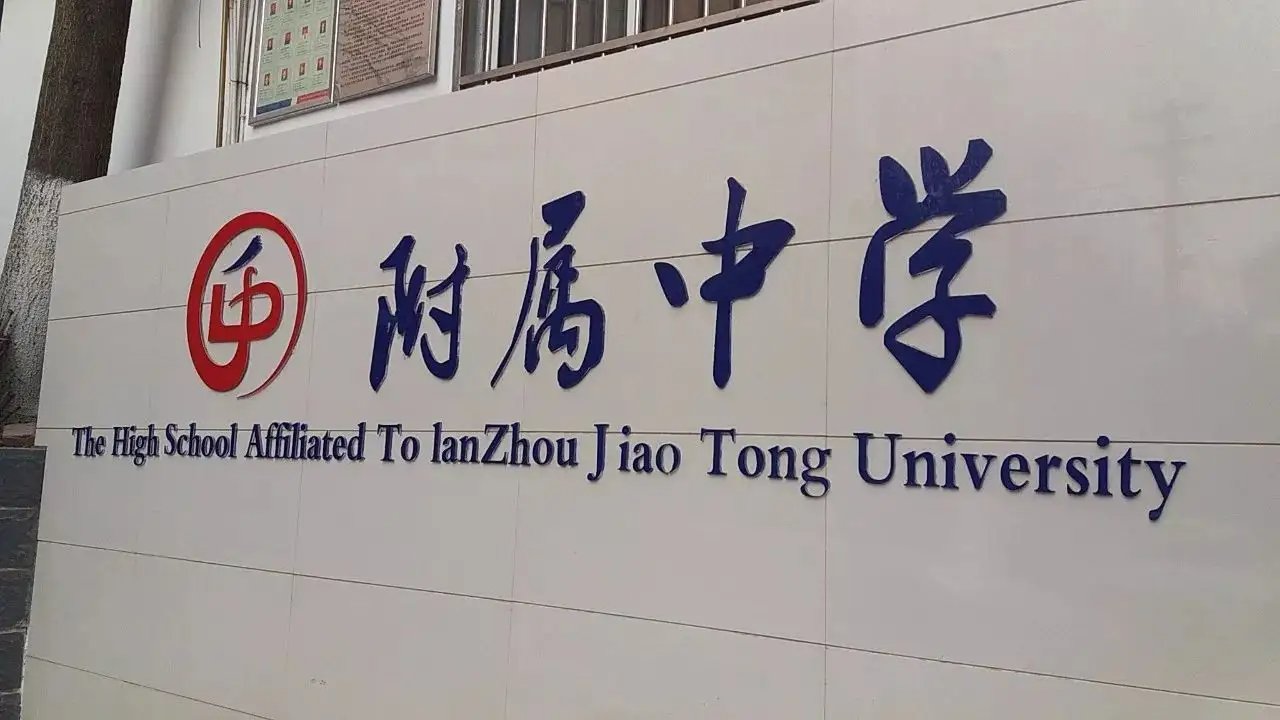 附属中学
The High School Affiliated To lanZhou Jiao Tong University